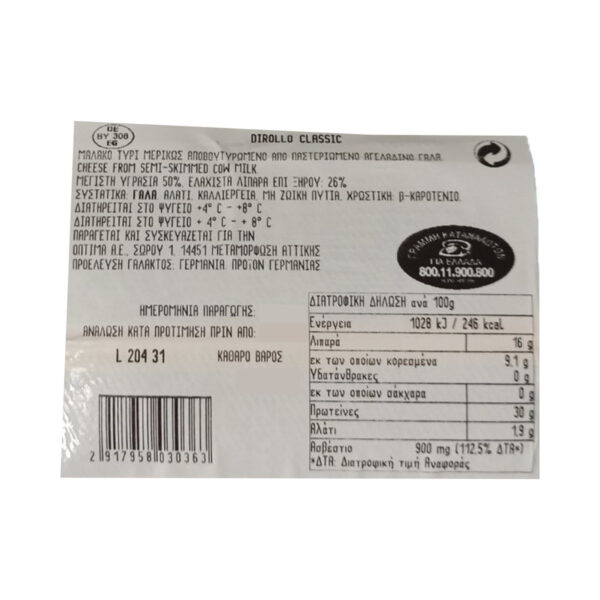 DE
BY 308
EG
DIROLLO CLASSIC
ΜΑΛΑΚΟ ΤΥΡΙ ΜΕΡΙΚΩΣ ΑΠΟΒΟΥΤΥΡΩΜΕΝΟ ΑΠΟ ΠΑΣΤΕΡΙΩΜΕΝΟ ΑΓΕΛΑΔΙΝΟ ΓΑΛΑ
CHEESE FROM SEMI-SKIMMED COW MILK
ΜΕΓΙΣΤΗ ΥΓΡΑΣΙΑ 50%, ΕΛΑΧΙΣΤΑ ΛΙΠΑΡΑ ΕΠΙ ΞΗΡΟΥ: 26%
ΣΥΣΤΑΤΙΚΑ: ΓΑΛΑ, ΑΛΑΤΙ, ΚΑΛΛΙΕΡΓΕΙΑ, ΜΗ ΖΩΙΚΗ ΠΥΤΙΑ, ΧΡΩΣΤΙΚΗ: Β-ΚΑΡΟΤΕΝΙΟ.
ΔΙΑΤΗΡΕΙΤΑΙ ΣΤΟ ΨΥΓΕΙΟ +4° C - +8° C
ΔΙΑΤΗΡΕΙΤΑΙ ΣΤΟ ΨΥΓΕΙΟ + 4° C - + 8° C
ΠΑΡΑΓΕΤΑΙ ΚΑΙ ΣΥΣΚΕΥΑΖΕΤΑΙ ΓΙΑ ΤΗΝ
ΟΠΤΙΜΑ Α.Ε., ΣΩΡΟΥ 1, 14451 ΜΕΤΑΜΟΡΦΩΣΗ ΑΤΤΙΚΗΣ
ΠΡΟΕΛΕΥΣΗ ΓΑΛΑΚΤΟΣ: ΓΕΡΜΑΝΙΑ. ΠΡΟΪΟΝ ΓΕΡΜΑΝΙΑΣ
ΓΡΑΜΜΗ ΚΑΤΑΝΑΛΩΤΩΝ
ΓΙΑ ΕΛΛΑΔΑ
800.11.900.800
ΗΜΕΡΟΜΗΝΙΑ ΠΑΡΑΓΩΓΗΣ:
ΑΝΑΛΩΣΗ ΚΑΤΑ ΠΡΟΤΙΜΗΣΗ ΠΡΙΝ ΑΠΟ:
L 204 31 ΚΑΘΑΡΟ ΒΑΡΟΣ
ΔΙΑΤΡΟΦΙΚΗ ΔΗΛΩΣΗ ανά 100g
Ενέργεια 1028 kJ / 246 kcal
Λιπαρά 16 g
εκ των οποίων κορεσμένα 9.1 g
Υδατάνθρακες 0 g
εκ των οποίων σάκχαρα 0 g
Πρωτεΐνες 30 g
Αλάτι 1.9 g
Ασβέστιο 900 mg (112.5% ΔΤΑ*)
*ΔΤΑ: Διατροφική τιμή Αναφοράς
2 917958 030363